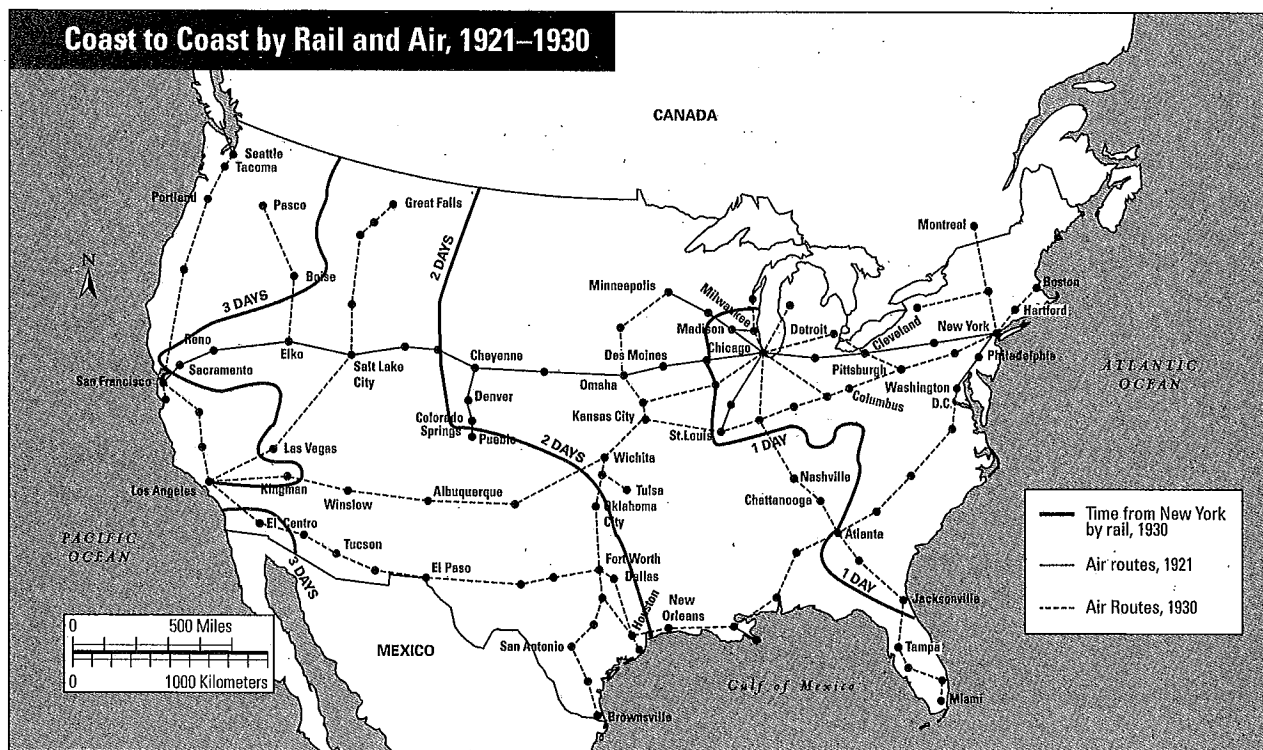 Coast to Coast by Rail and Air, 1921–1930
CANADA
Seattle
Tacoma
Portland
Pasco
Great Falls
Montreal
2 DAYS
Boise
3 DAYS
Minneapolis
Milwaukee
Boston
Hartford
Madison
Detroit
Cleveland
New York
Reno
Elko
Salt Lake
City
Cheyenne
Des Moines
Chicago
Philadelphia
Sacramento
San Francisco
Omaha
Pittsburgh
Washington
D.C.
ATLANTIC
OCEAN
Denver
Colorado
Springs
Pueblo
Kansas City
Columbus
St. Louis
Las Vegas
2 DAYS
1 DAY
Wichita
Nashville
Los Angeles
Kingman
Winslow
Albuquerque
Tulsa
Chattanooga
Oklahoma
City
El Centro
Atlanta
PACIFIC
OCEAN
Tucson
3 DAYS
El Paso
Fort Worth
Dallas
1 DAY
Jacksonville
Houston
New
Orleans
San Antonio
MEXICO
Tampa
Gulf of Mexico
Miami
Brownsville
N
0 500 Miles
0 1000 Kilometers
Time from New York
by rail, 1930
Air routes, 1921
Air Routes, 1930